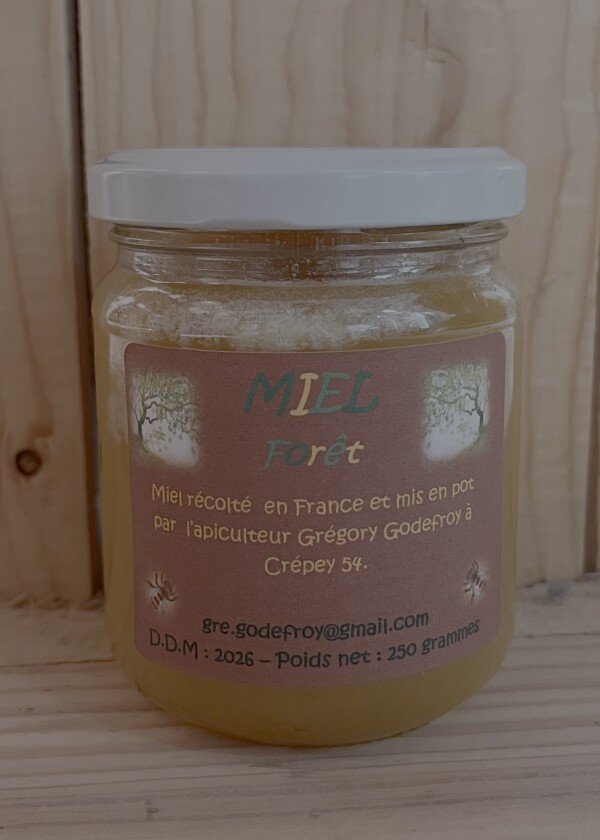 MIEL
Forêt
Miel récolté en France et mis en pot
par l'apiculteur Grégory Godefroy à
Crépey 54.
gre.godefroy@gmail.com
D.D.M : 2026 – Poids net : 250 grammes